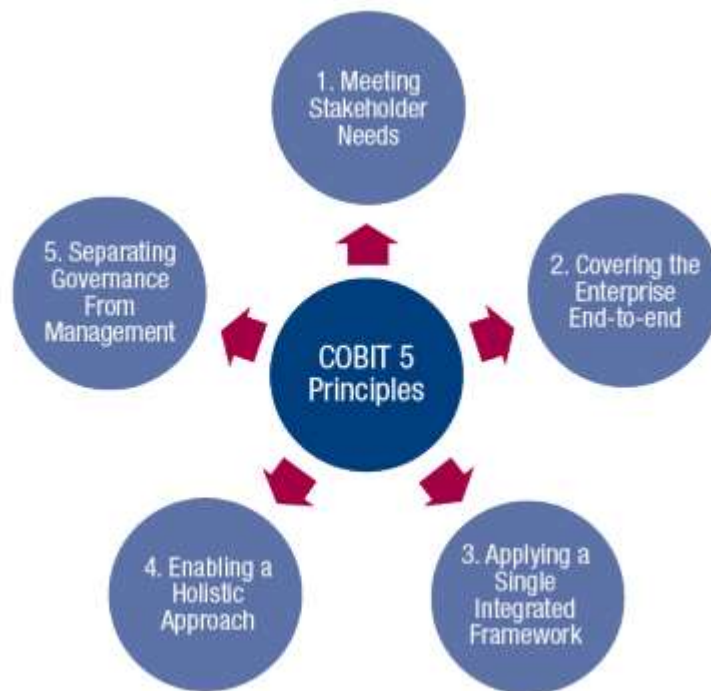 1. Meeting
Stakeholder
Needs
2. Covering the
Enterprise
End-to-end
3. Applying a
Single
Integrated
Framework
4. Enabling a
Holistic
Approach
5. Separating
Governance
From
Management
COBIT 5
Principles